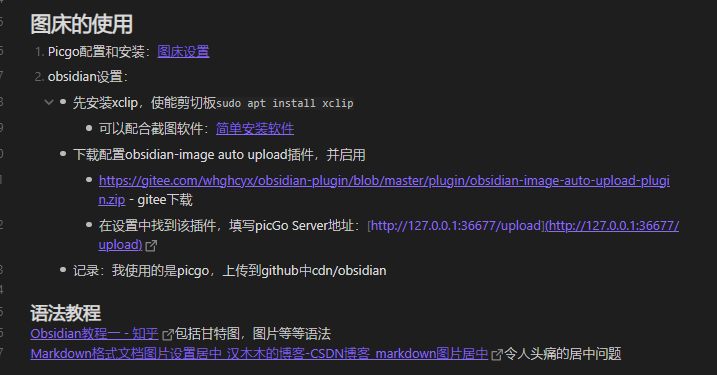 图床的使用
1. Picgo配置和安装：图床设置
2. obsidian设置：
先安装xclip，使能剪切板sudo apt install xclip
可以配合截图软件：简单安装软件
下载配置obsidian-image auto upload插件，并启用
https://gitee.com/whghcyx/obsidian-plugin/blob/master/plugin/obsidian-image-auto-upload-plugi
n.zip - gitee下载
在设置中找到该插件，填写picGo Server地址：[http://127.0.0.1:36677/upload](http://127.0.0.1:36677/
upload)
记录：我使用的是picgo，上传到github中cdn/obsidian
语法教程
Obsidian教程一 - 知乎 包括甘特图，图片等等语法
Markdown格式文档图片设置居中_汉木木的博客-CSDN博客_markdown图片居中 令人头痛的居中问题